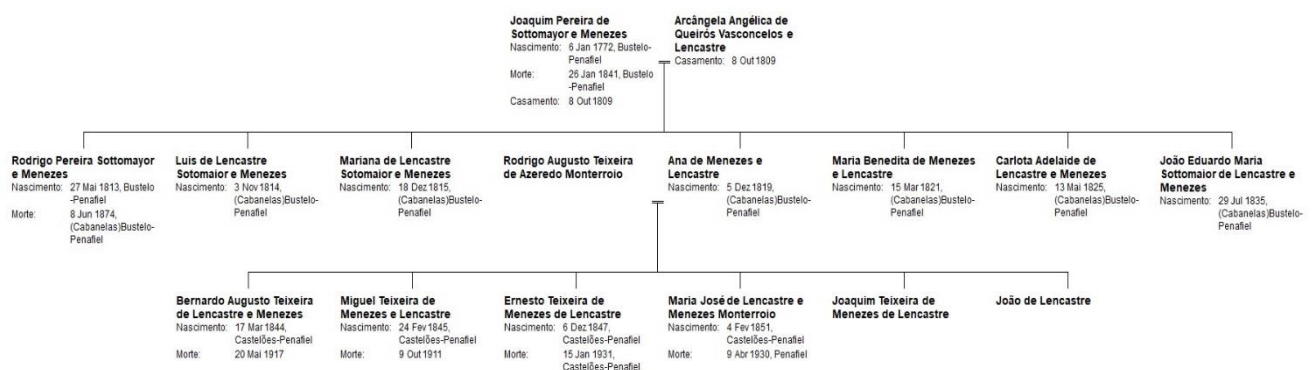 Joaquim Pereira de
Sottomayor e Menezes
Nascimento: 6 Jan 1772, Bustelo-
Penafiel
Morte: 26 Jan 1841, Bustelo
-Penafiel
Casamento: 8 Out 1809
Arcângela Angélica de
Queirós Vasconcelos e
Lencastre
Casamento: 8 Out 1809
Rodrigo Pereira Sottomayor
e Menezes
Nascimento: 27 Mai 1813, Bustelo
-Penafiel
Morte: 8 Jun 1874,
(Cabanelas)Bustelo-
Penafiel
Luis de Lencastre
Sotomaior e Menezes
Nascimento: 3 Nov 1814,
(Cabanelas)Bustelo-
Penafiel
Mariana de Lencastre
Sotomaior e Menezes
Nascimento: 18 Dez 1815,
(Cabanelas)Bustelo-
Penafiel
Rodrigo Augusto Teixeira
de Azeredo Monterroio
Ana de Menezes e
Lencastre
Nascimento: 5 Dez 1819,
(Cabanelas)Bustelo-
Penafiel
Maria Benedita de Menezes
e Lencastre
Nascimento: 15 Mar 1821,
(Cabanelas)Bustelo-
Penafiel
Carlota Adelaide de
Lencastre e Menezes
Nascimento: 13 Mai 1825,
(Cabanelas)Bustelo-
Penafiel
João Eduardo Maria
Sottomaior de Lencastre e
Menezes
Nascimento: 29 Jul 1835,
(Cabanelas)Bustelo-
Penafiel
Bernardo Augusto Teixeira
de Lencastre e Menezes
Nascimento: 17 Mar 1844,
Castelões-Penafiel
Morte: 20 Mai 1917
Miguel Teixeira de
Menezes e Lencastre
Nascimento: 24 Fev 1845,
Castelões-Penafiel
Morte: 9 Out 1911
Ernesto Teixeira de
Menezes de Lencastre
Nascimento: 6 Dez 1847,
Castelões-Penafiel
Morte: 15 Jan 1931,
Castelões-Penafiel
Maria José de Lencastre e
Menezes Monterroio
Nascimento: 4 Fev 1851,
Castelões-Penafiel
Morte: 9 Abr 1930, Penafiel
Joaquim Teixeira de
Menezes de Lencastre
João de Lencastre